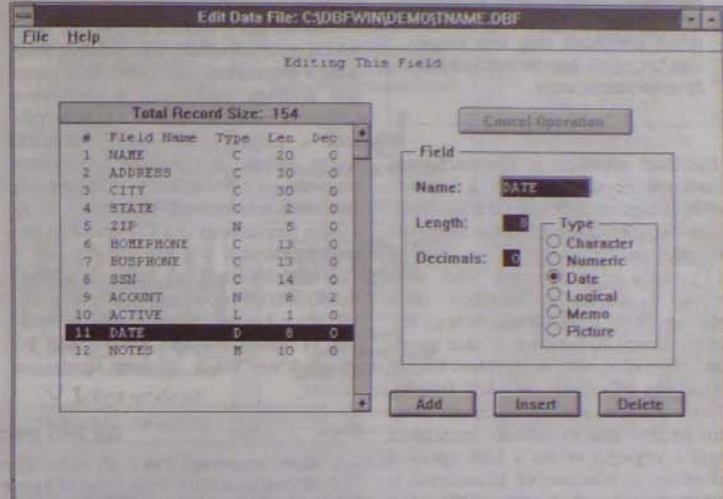 Edit Data File: C:\DBFWIN\DEMO\TNAME.DBF
File Help
Editing This Field
Total Record Size: 154
# Field Name Type Len Dec
1 NAME C 20 0
2 ADDRESS C 30 0
3 CITY C 30 0
4 STATE C 2 0
5 ZIP N 5 0
6 HOMEPHONE C 13 0
7 BUSPHONE C 13 0
8 SSN C 14 0
9 ACOUNT N 8 2
10 ACTIVE L 1 0
11 DATE D 8 0
12 NOTES M 10 0
Cancel Operation
Field
Name: DATE
Length: 8
Decimals: 0
Type
Character
Numeric
Date
Logical
Memo
Picture
Add Insert Delete